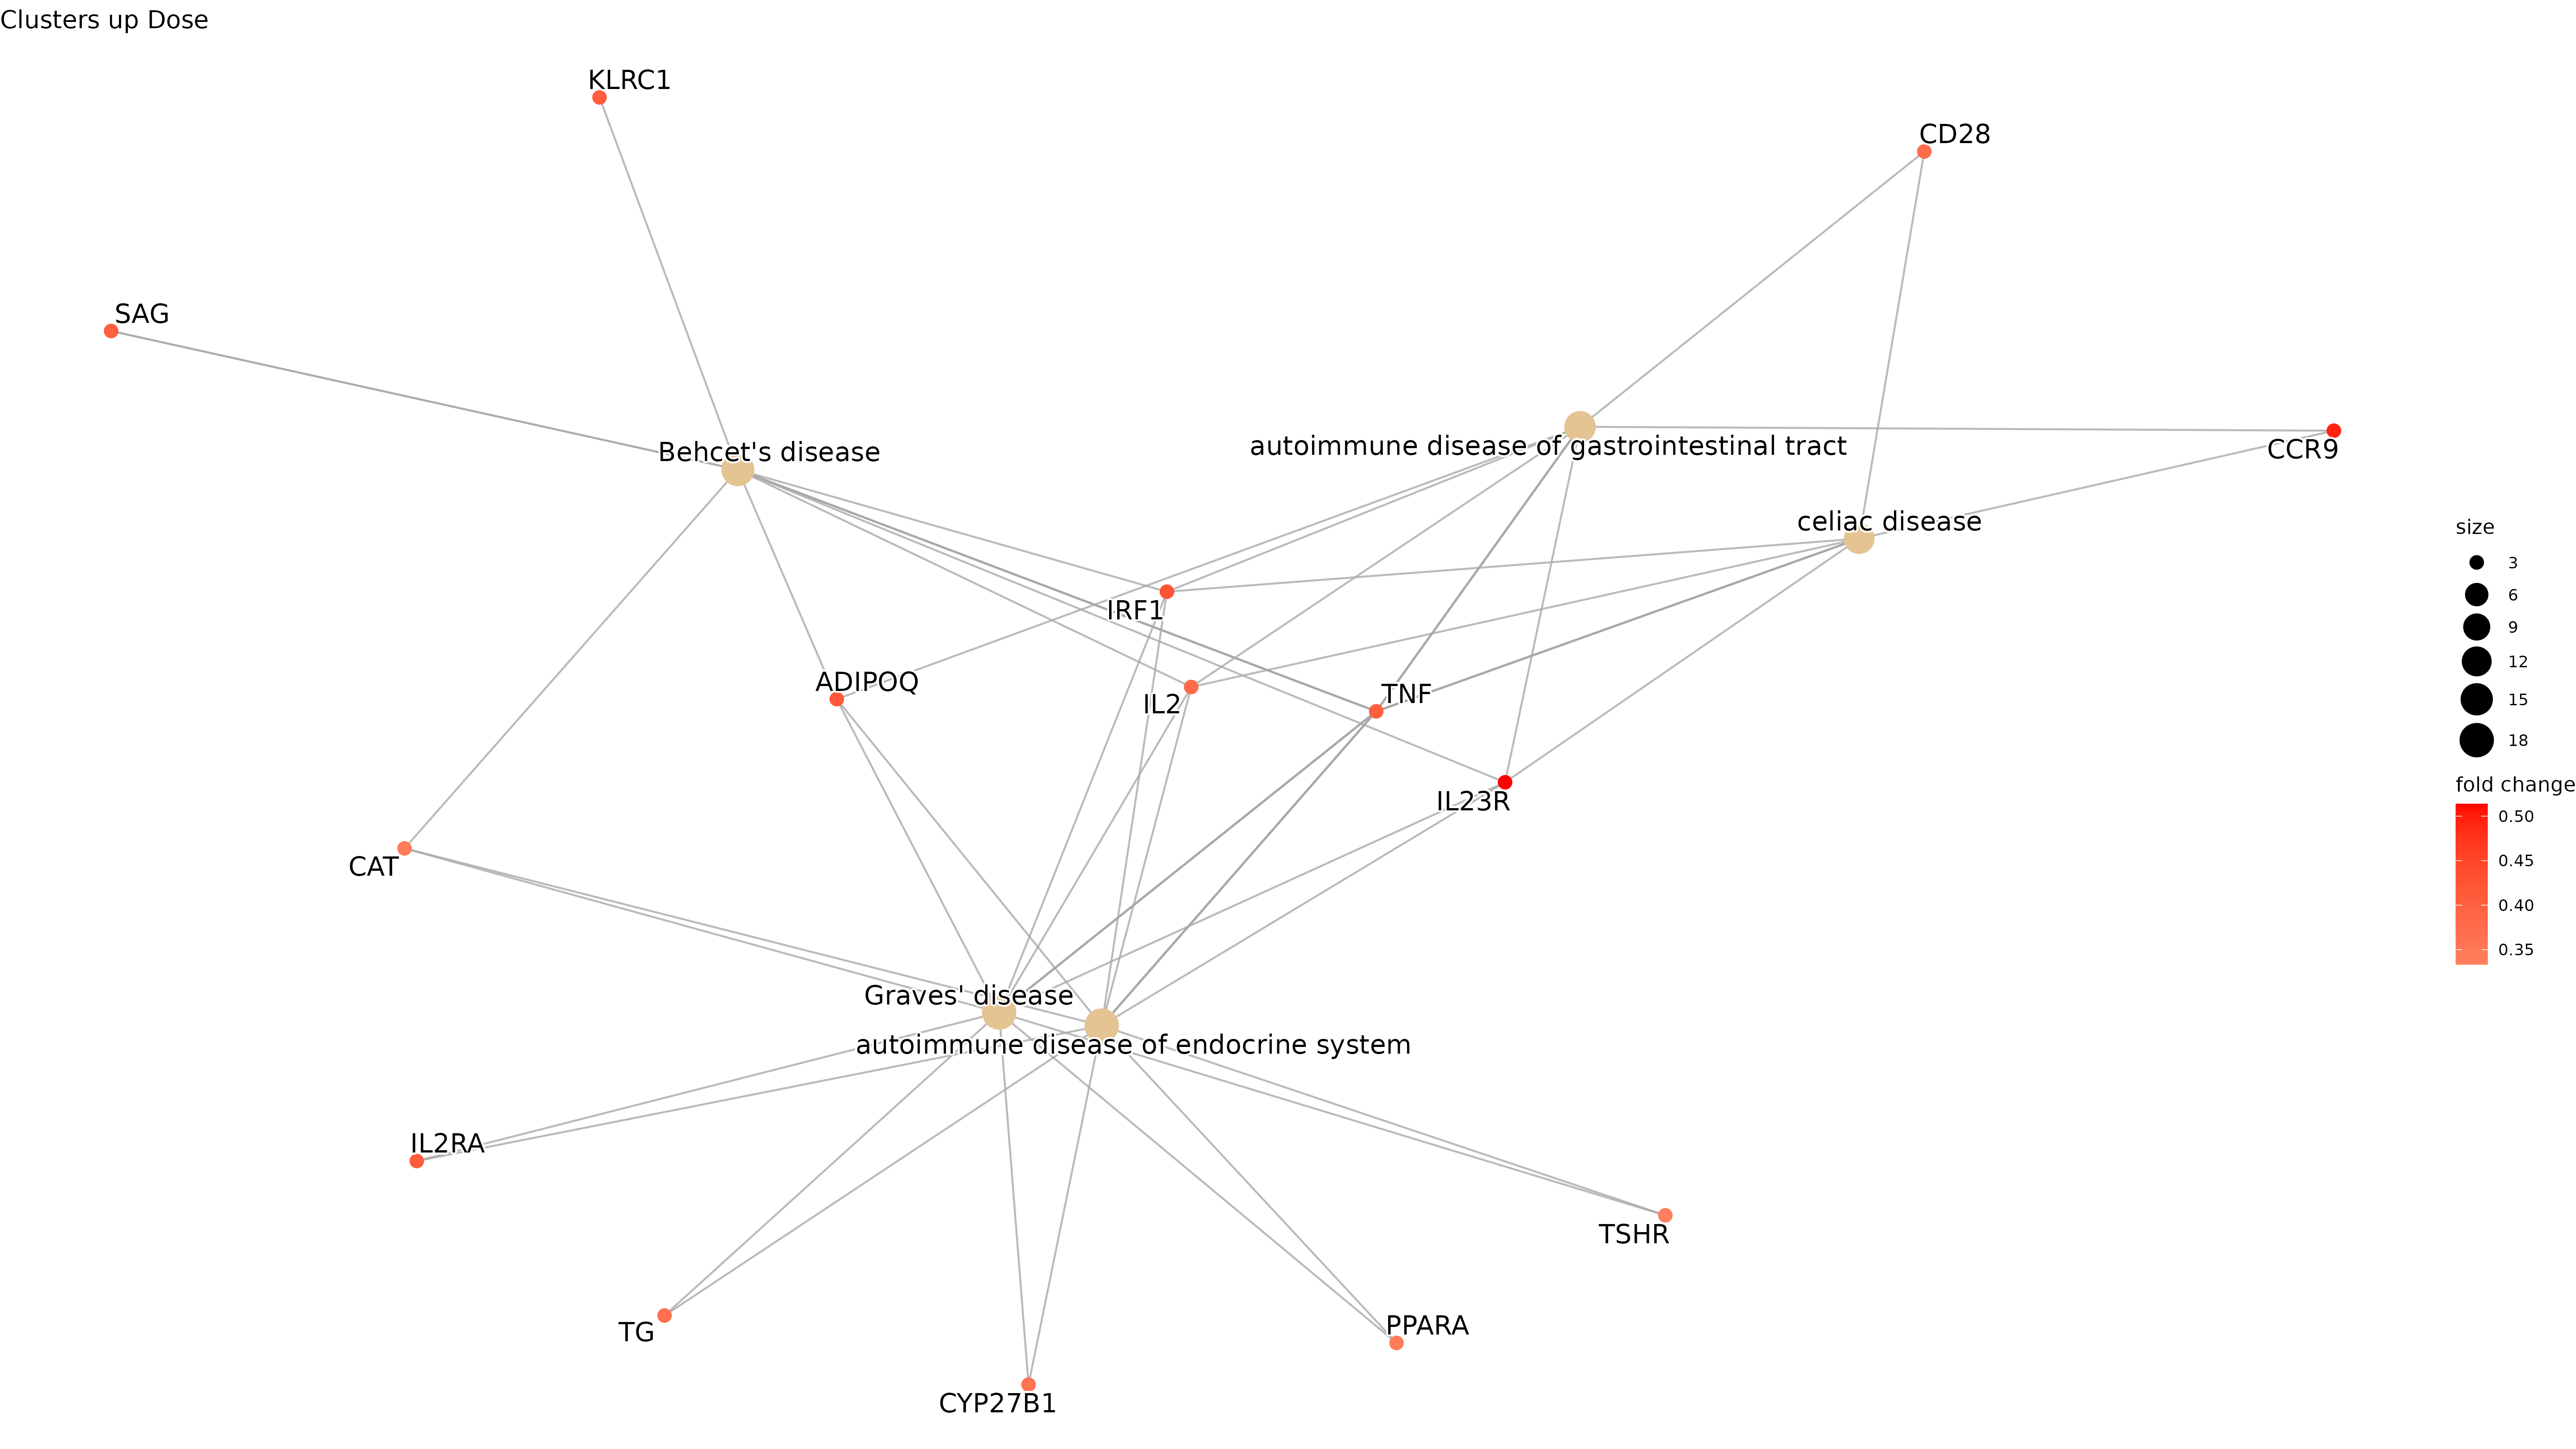 Clusters up Dose
KLRC1
CD28
SAG
CCR9
Behcet's disease
autoimmune disease of gastrointestinal tract
celiac disease
IRF1
ADIPOQ
IL2
TNF
IL23R
CAT
Graves' disease
autoimmune disease of endocrine system
IL2RA
TSHR
TG
PPARA
CYP27B1
size
3
6
9
12
15
18
fold change
0.50
0.45
0.40
0.35